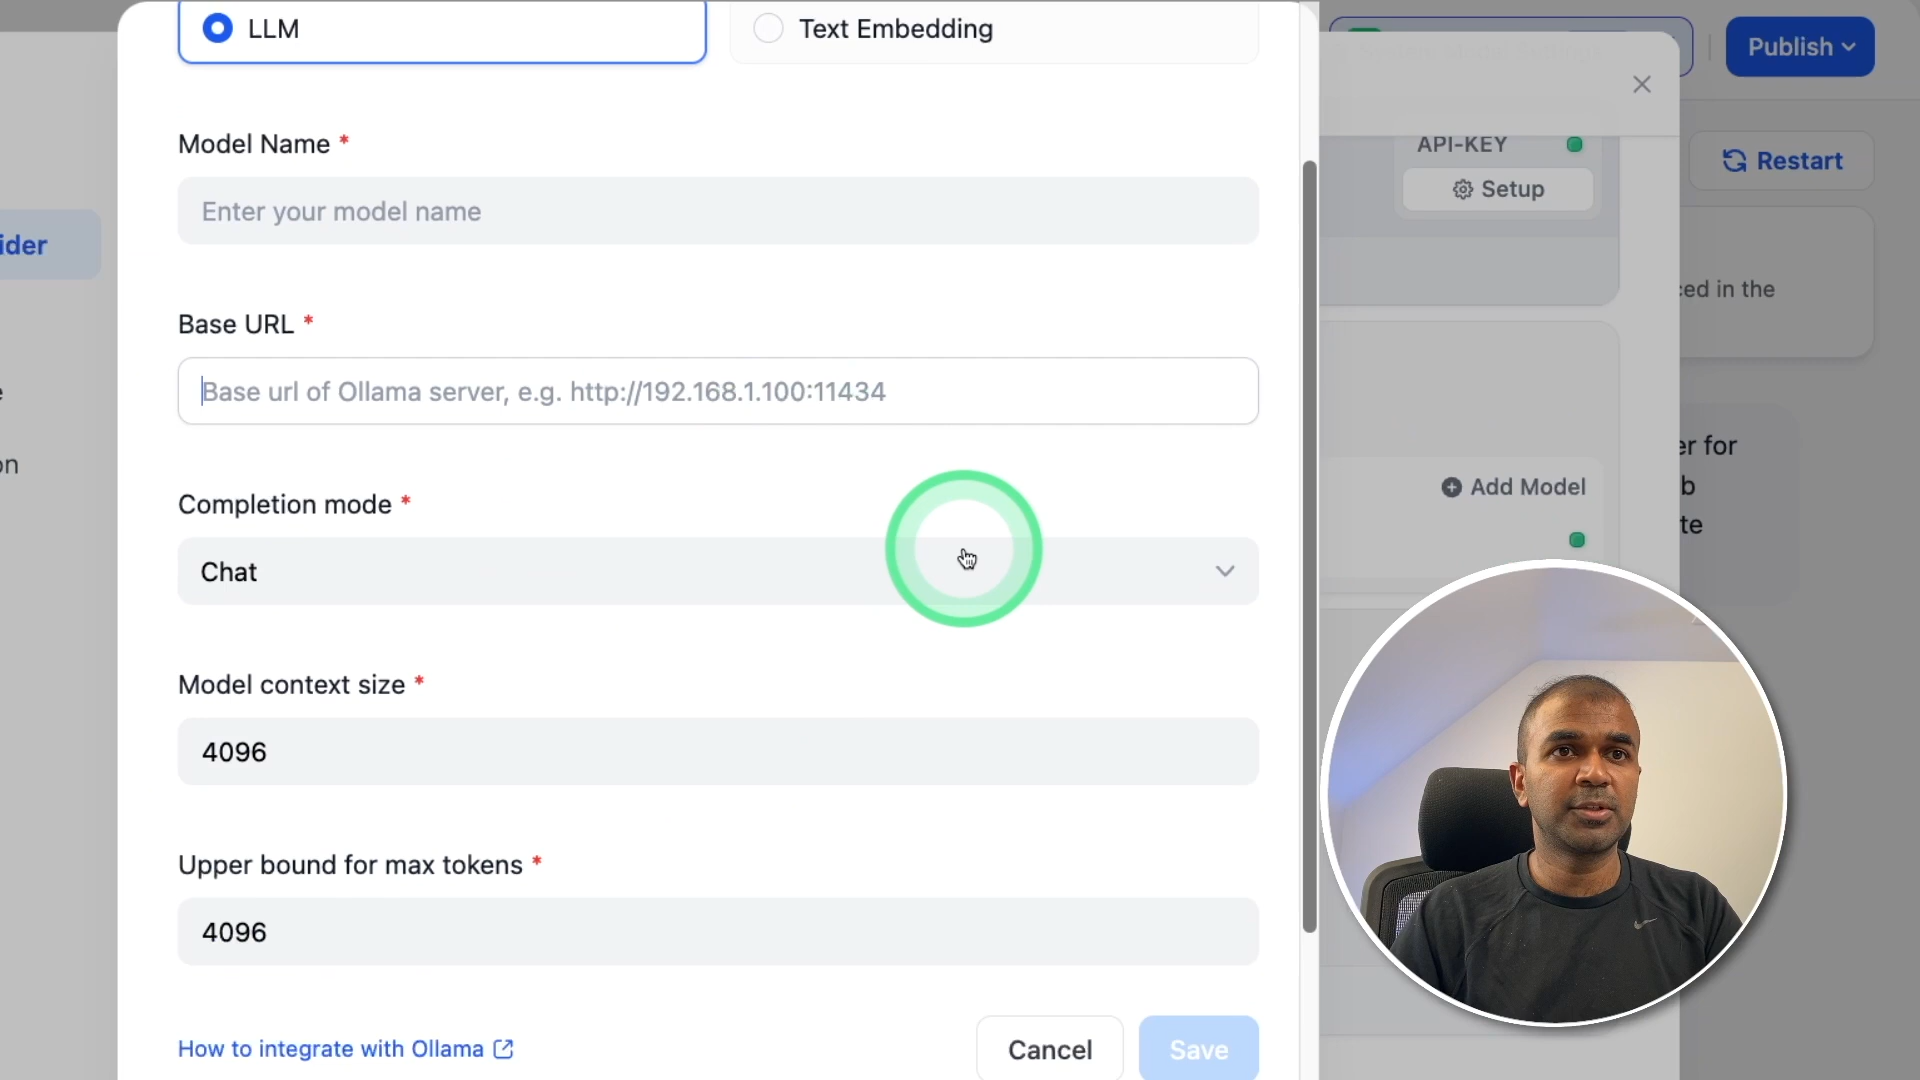 LLM
Text Embedding
Publish
Model Name *
API-KEY
Restart
Setup
Enter your model name
ider
ced in the
Base URL *
Base url of Ollama server, e.g. http://192.168.1.100:11434
e
er for
on
b
Add Model
Completion mode *
te
Chat
Model context size *
4096
Upper bound for max tokens *
4096
How to integrate with Ollama
Cancel
Save